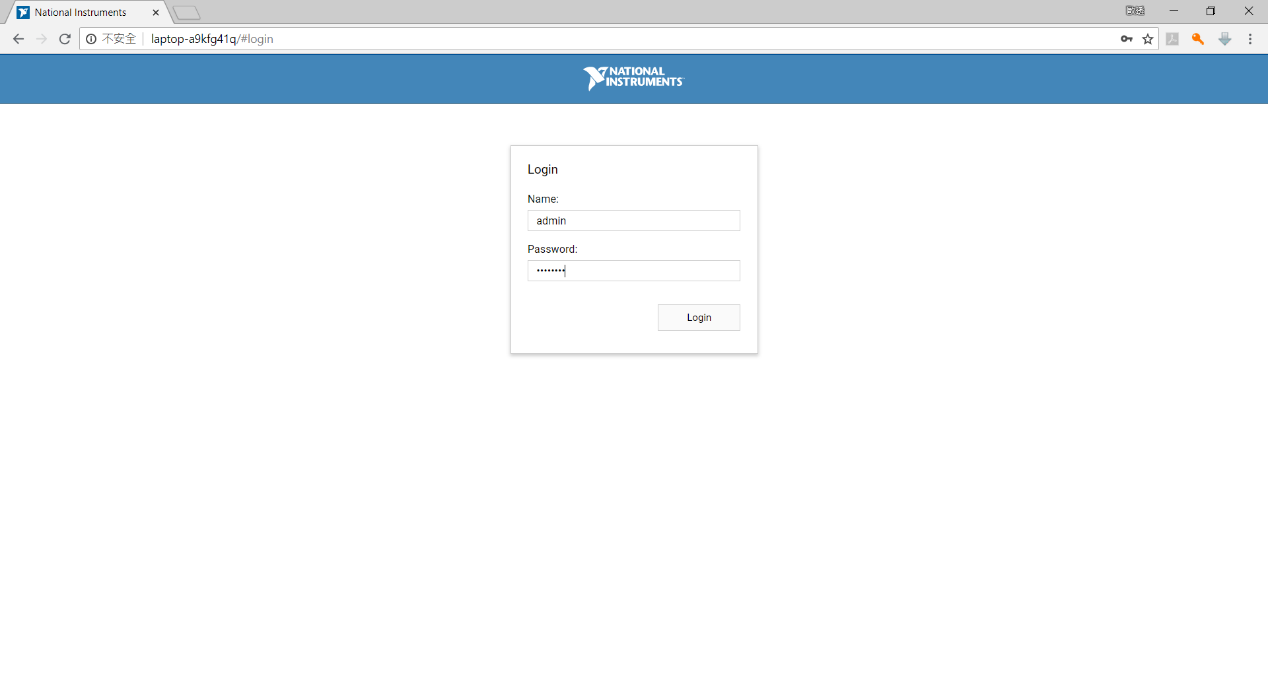 National Instruments
不安全 laptop-a9kfg41q/#login
NATIONAL
INSTRUMENTS
Login
Name:
admin
Password:
••••••••
Login